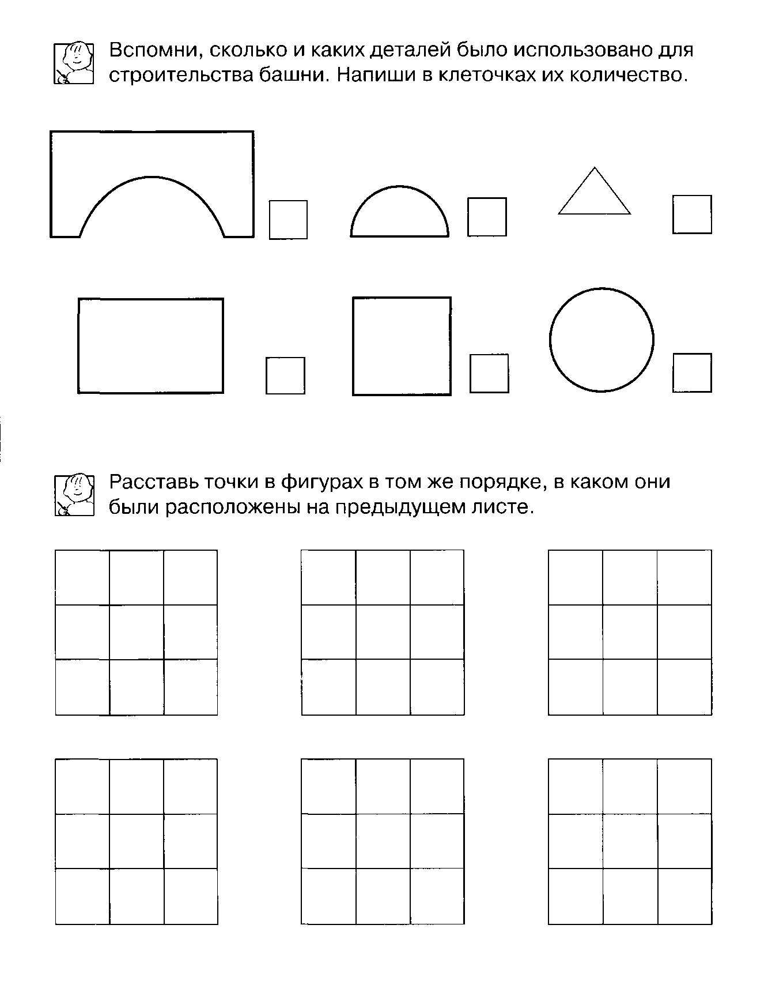 Вспомни, сколько и каких деталей было использовано для
строительства башни. Напиши в клеточках их количество.
Расставь точки в фигурах в том же порядке, в каком они
были расположены на предыдущем листе.